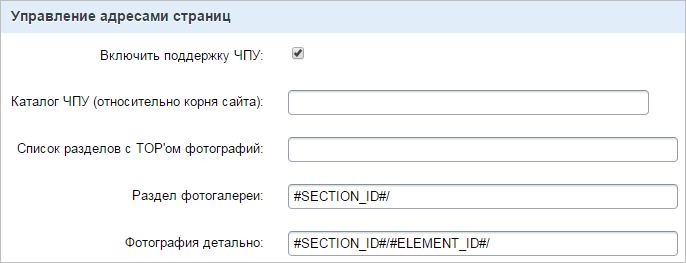 Управление адресами страниц
Включить поддержку ЧПУ:
Каталог ЧПУ (относительно корня сайта):
Список разделов с TOP'ом фотографий:
Раздел фотогалереи: #SECTION_ID#/
Фотография детально: #SECTION_ID#/#ELEMENT_ID#/